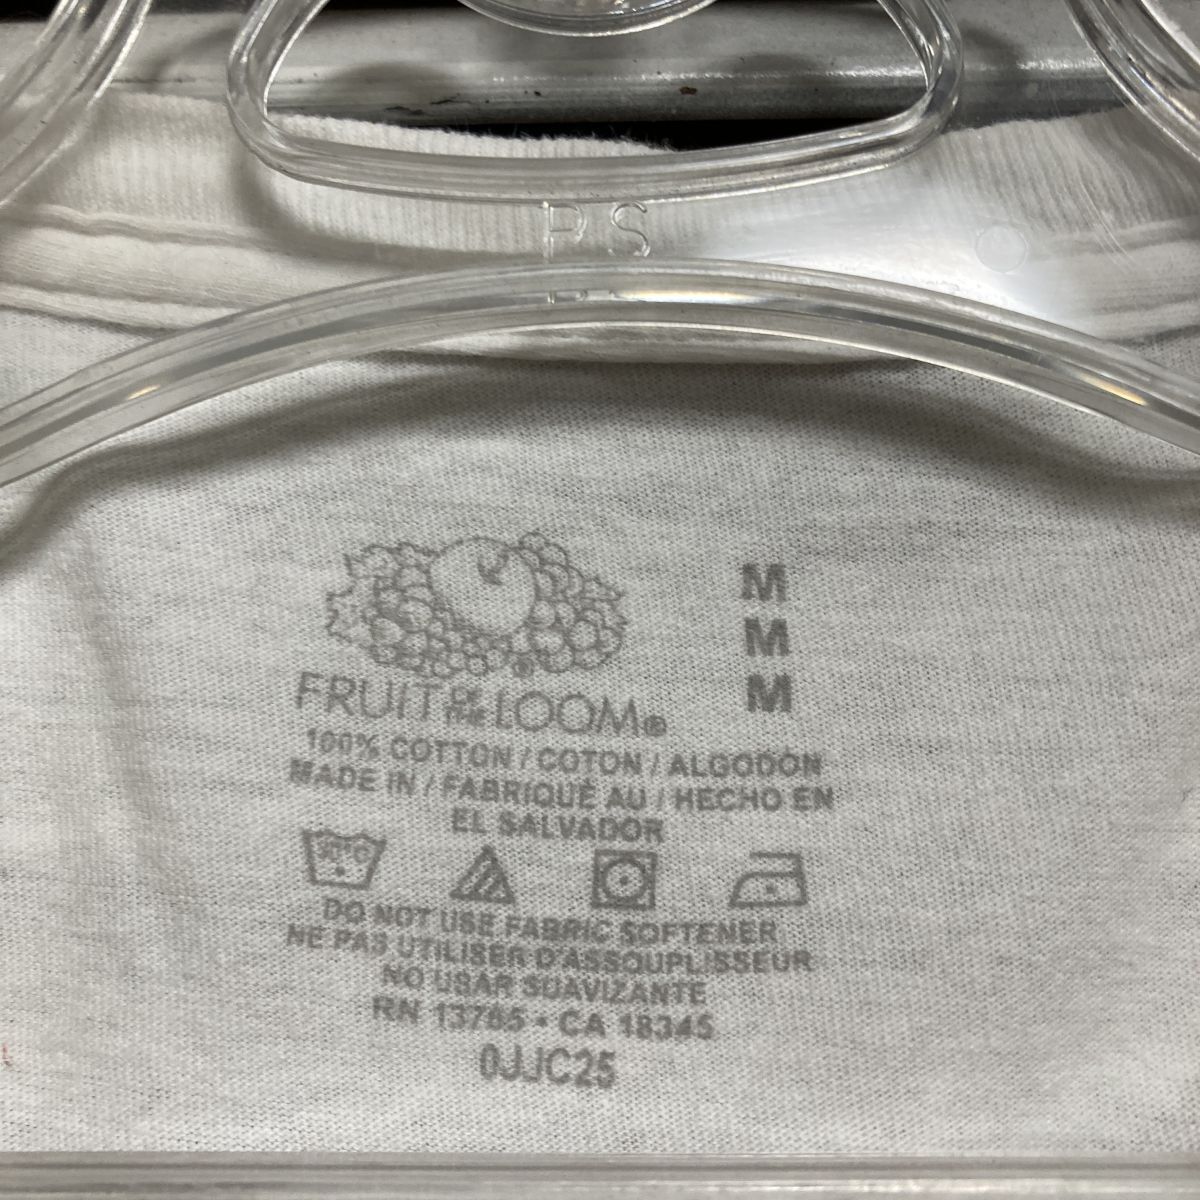 PS
M
M
M
FRUIT OF THE LOOM®
100% COTTON / COTON / ALGODÓN
MADE IN / FABRIQUÉ AU / HECHO EN
EL SALVADOR
DO NOT USE FABRIC SOFTENER
NE PAS UTILISER D'ASSOUPLISSEUR
NO USAR SUAVIZANTE
RN 13765 • CA 18345
0JJC25